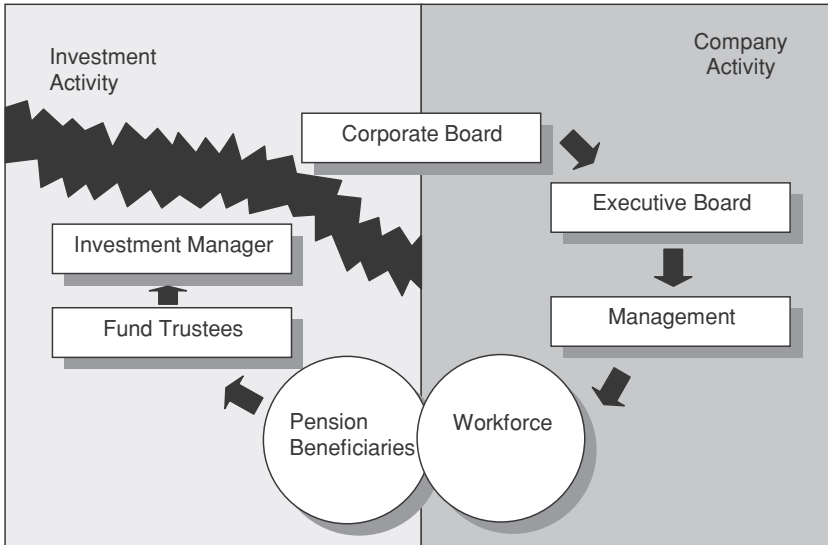 Investment
Activity
Company
Activity
Corporate Board
Executive Board
Investment Manager
Fund Trustees
Management
Pension
Beneficiaries
Workforce